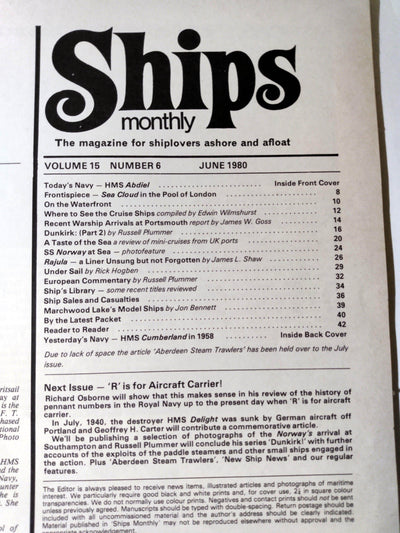 Ships
monthly
The magazine for shiplovers ashore and afloat
VOLUME 15 NUMBER 6 JUNE 1980
Today's Navy — HMS Abdiel . . . . . . . . . . Inside Front Cover
Frontispiece — Sea Cloud in the Pool of London . . . . . . . . . . 8
On the Waterfront . . . . . . . . . . 10
Where to See the Cruise Ships compiled by Edwin Wilmshurst . . . . . . . . . . 12
Recent Warship Arrivals at Portsmouth report by James W. Goss . . . . . . . . . . 14
Dunkirk: (Part 2) by Russell Plummer . . . . . . . . . . 16
A Taste of the Sea a review of mini-cruises from UK ports . . . . . . . . . . 20
SS Norway at Sea — photofeature . . . . . . . . . . 24
Rajula — a Liner Unsung but not Forgotten by James L. Shaw . . . . . . . . . . 26
Under Sail by Rick Hogben . . . . . . . . . . 29
European Commentary by Russell Plummer . . . . . . . . . . 32
Ship's Library — some recent titles reviewed . . . . . . . . . . 34
Ship Sales and Casualties . . . . . . . . . . 36
Marchwood Lake's Model Ships by Jon Bennett . . . . . . . . . . 39
By the Latest Packet . . . . . . . . . . 40
Reader to Reader . . . . . . . . . . 42
Yesterday's Navy — HMS Cumberland in 1958 . . . . . . . . . . Inside Back Cover
Due to lack of space the article 'Aberdeen Steam Trawlers' has been held over to the July
issue.
Next Issue — 'R' is for Aircraft Carrier!
Richard Osborne will show that this makes sense in his review of the history of
pennant numbers in the Royal Navy up to the present day when 'R' is for aircraft
carrier.
In July, 1940, the destroyer HMS Delight was sunk by German aircraft off
Portland and Geoffrey H. Carter will contribute a commemorative article.
We'll be publishing a selection of photographs of the Norway's arrival at
Southampton and Russell Plummer will conclude his series 'Dunkirk!' with further
accounts of the exploits of the paddle steamers and other small ships engaged in
the action. Plus 'Aberdeen Steam Trawlers', 'New Ship News' and our regular
features.
The Editor is always pleased to receive news items, illustrated articles and photographs of maritime
interest. We particularly require good black and white prints and, for cover use, 2¼ in square colour
transparencies. We do not normally use colour prints. Negatives and contact prints should not be sent
unless previously agreed. Manuscripts should be typed with double-spacing. Return postage should be
included with all uncommissioned material and the author's address should be clearly indicated.
Material published in 'Ships Monthly' may not be reproduced elsewhere without approval and the
appropriate acknowledgement.
ritsail
ay at
is the
F. T.
hased
tional
Photo
HMS
d the
Navy,
unter
he is
. She
ol of